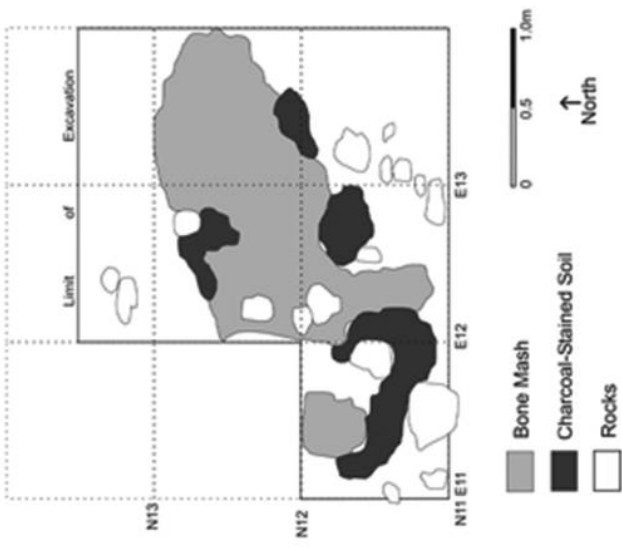 Limit of Excavation
N13
N12
N11 E11
E12
E13
0 0.5 1.0m
North
Bone Mash
Charcoal-Stained Soil
Rocks